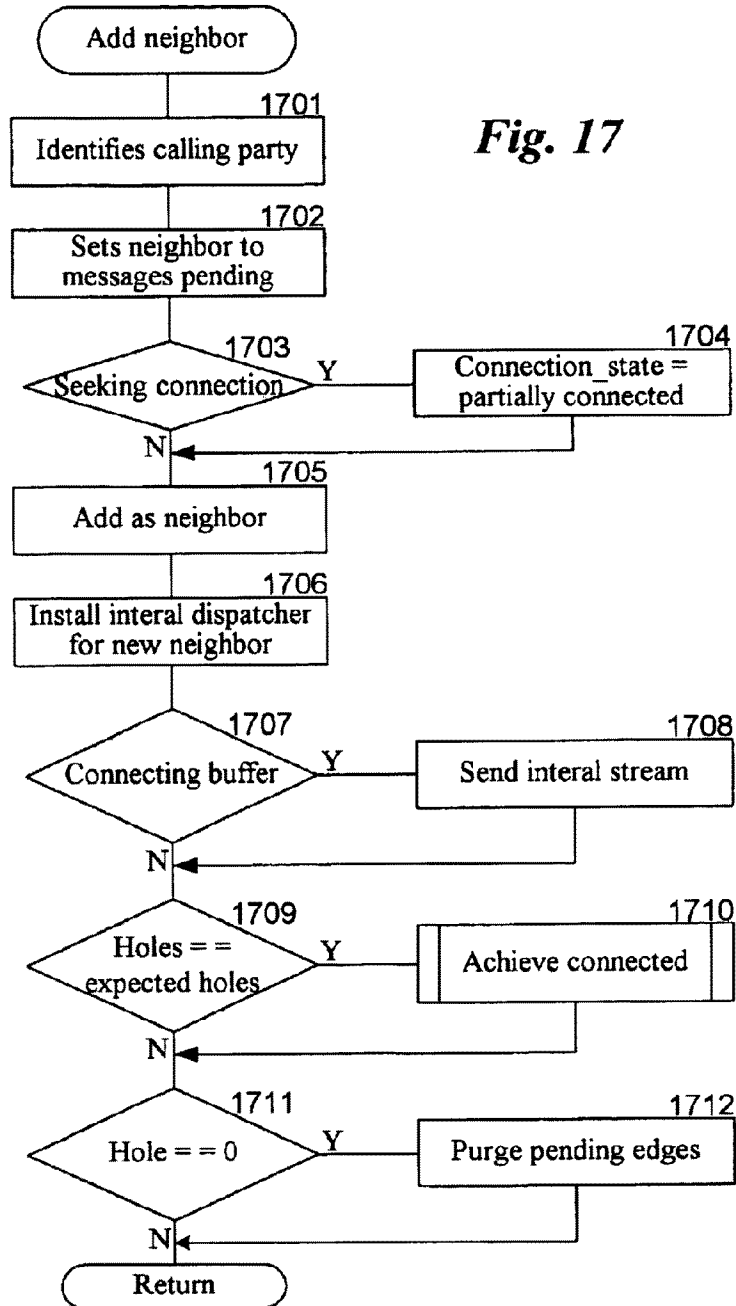 Add neighbor
Fig. 17
1701
Identifies calling party
1702
Sets neighbor to
messages pending
1703
Seeking connection
Y
N
1704
Connection_state =
partially connected
1705
Add as neighbor
1706
Install interal dispatcher
for new neighbor
1707
Connecting buffer
Y
N
1708
Send interal stream
1709
Holes = =
expected holes
Y
N
1710
Achieve connected
1711
Hole = = 0
Y
N
1712
Purge pending edges
Return